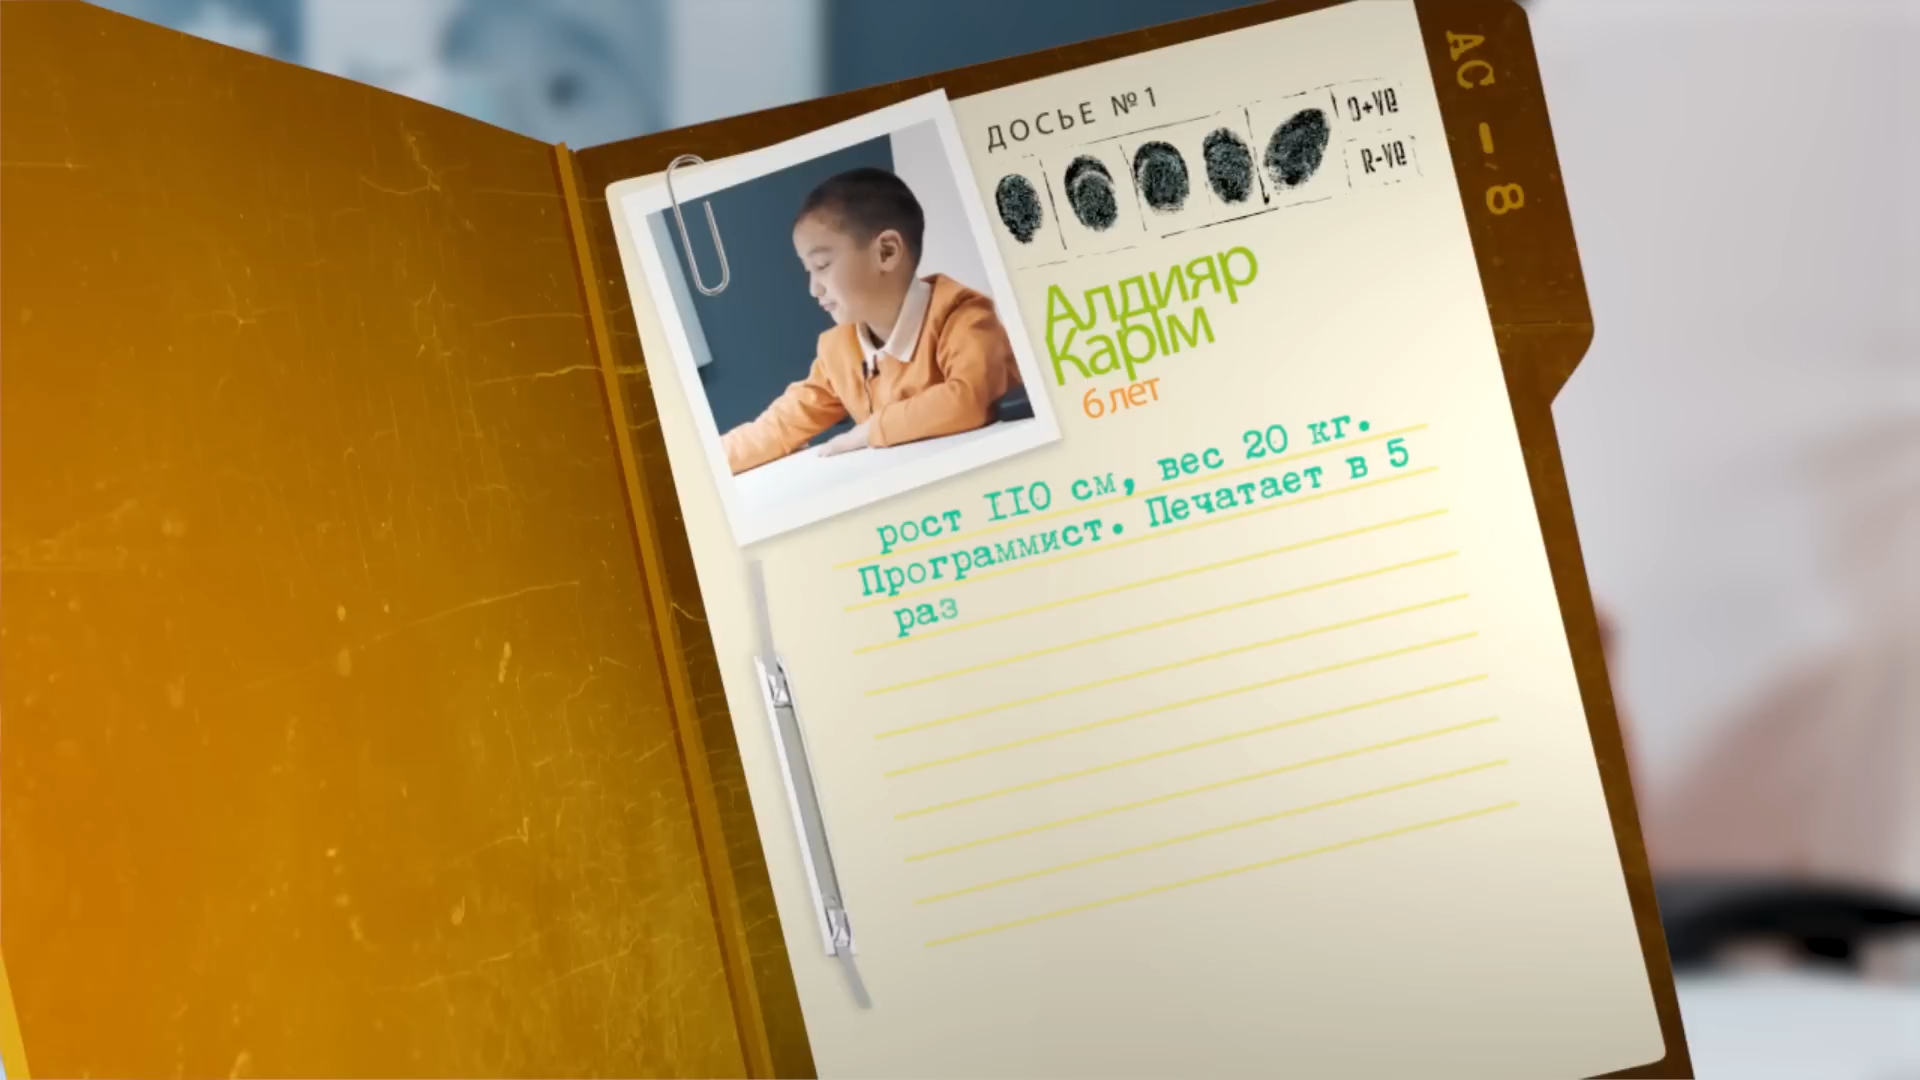 ДОСЬЕ №1
O+VE
R-VE
АС - 8
Алдияр
Карім
6 лет
рост 110 см, вес 20 кг.
Программист. Печатает в 5
раз